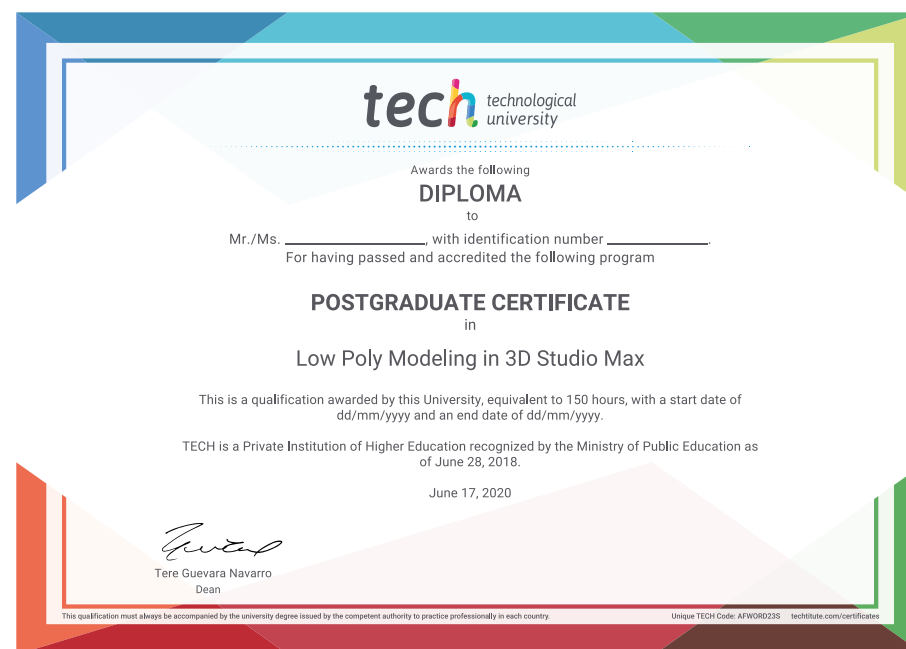 tech technological
university
Awards the following
DIPLOMA
to
Mr./Ms. ____________________, with identification number ______________.
For having passed and accredited the following program
POSTGRADUATE CERTIFICATE
in
Low Poly Modeling in 3D Studio Max
This is a qualification awarded by this University, equivalent to 150 hours, with a start date of
dd/mm/yyyy and an end date of dd/mm/yyyy.
TECH is a Private Institution of Higher Education recognized by the Ministry of Public Education as
of June 28, 2018.
June 17, 2020
Tere Guevara Navarro
Dean
This qualification must always be accompanied by the university degree issued by the competent authority to practice professionally in each country.
Unique TECH Code: AFWORD23S techtitute.com/certificates